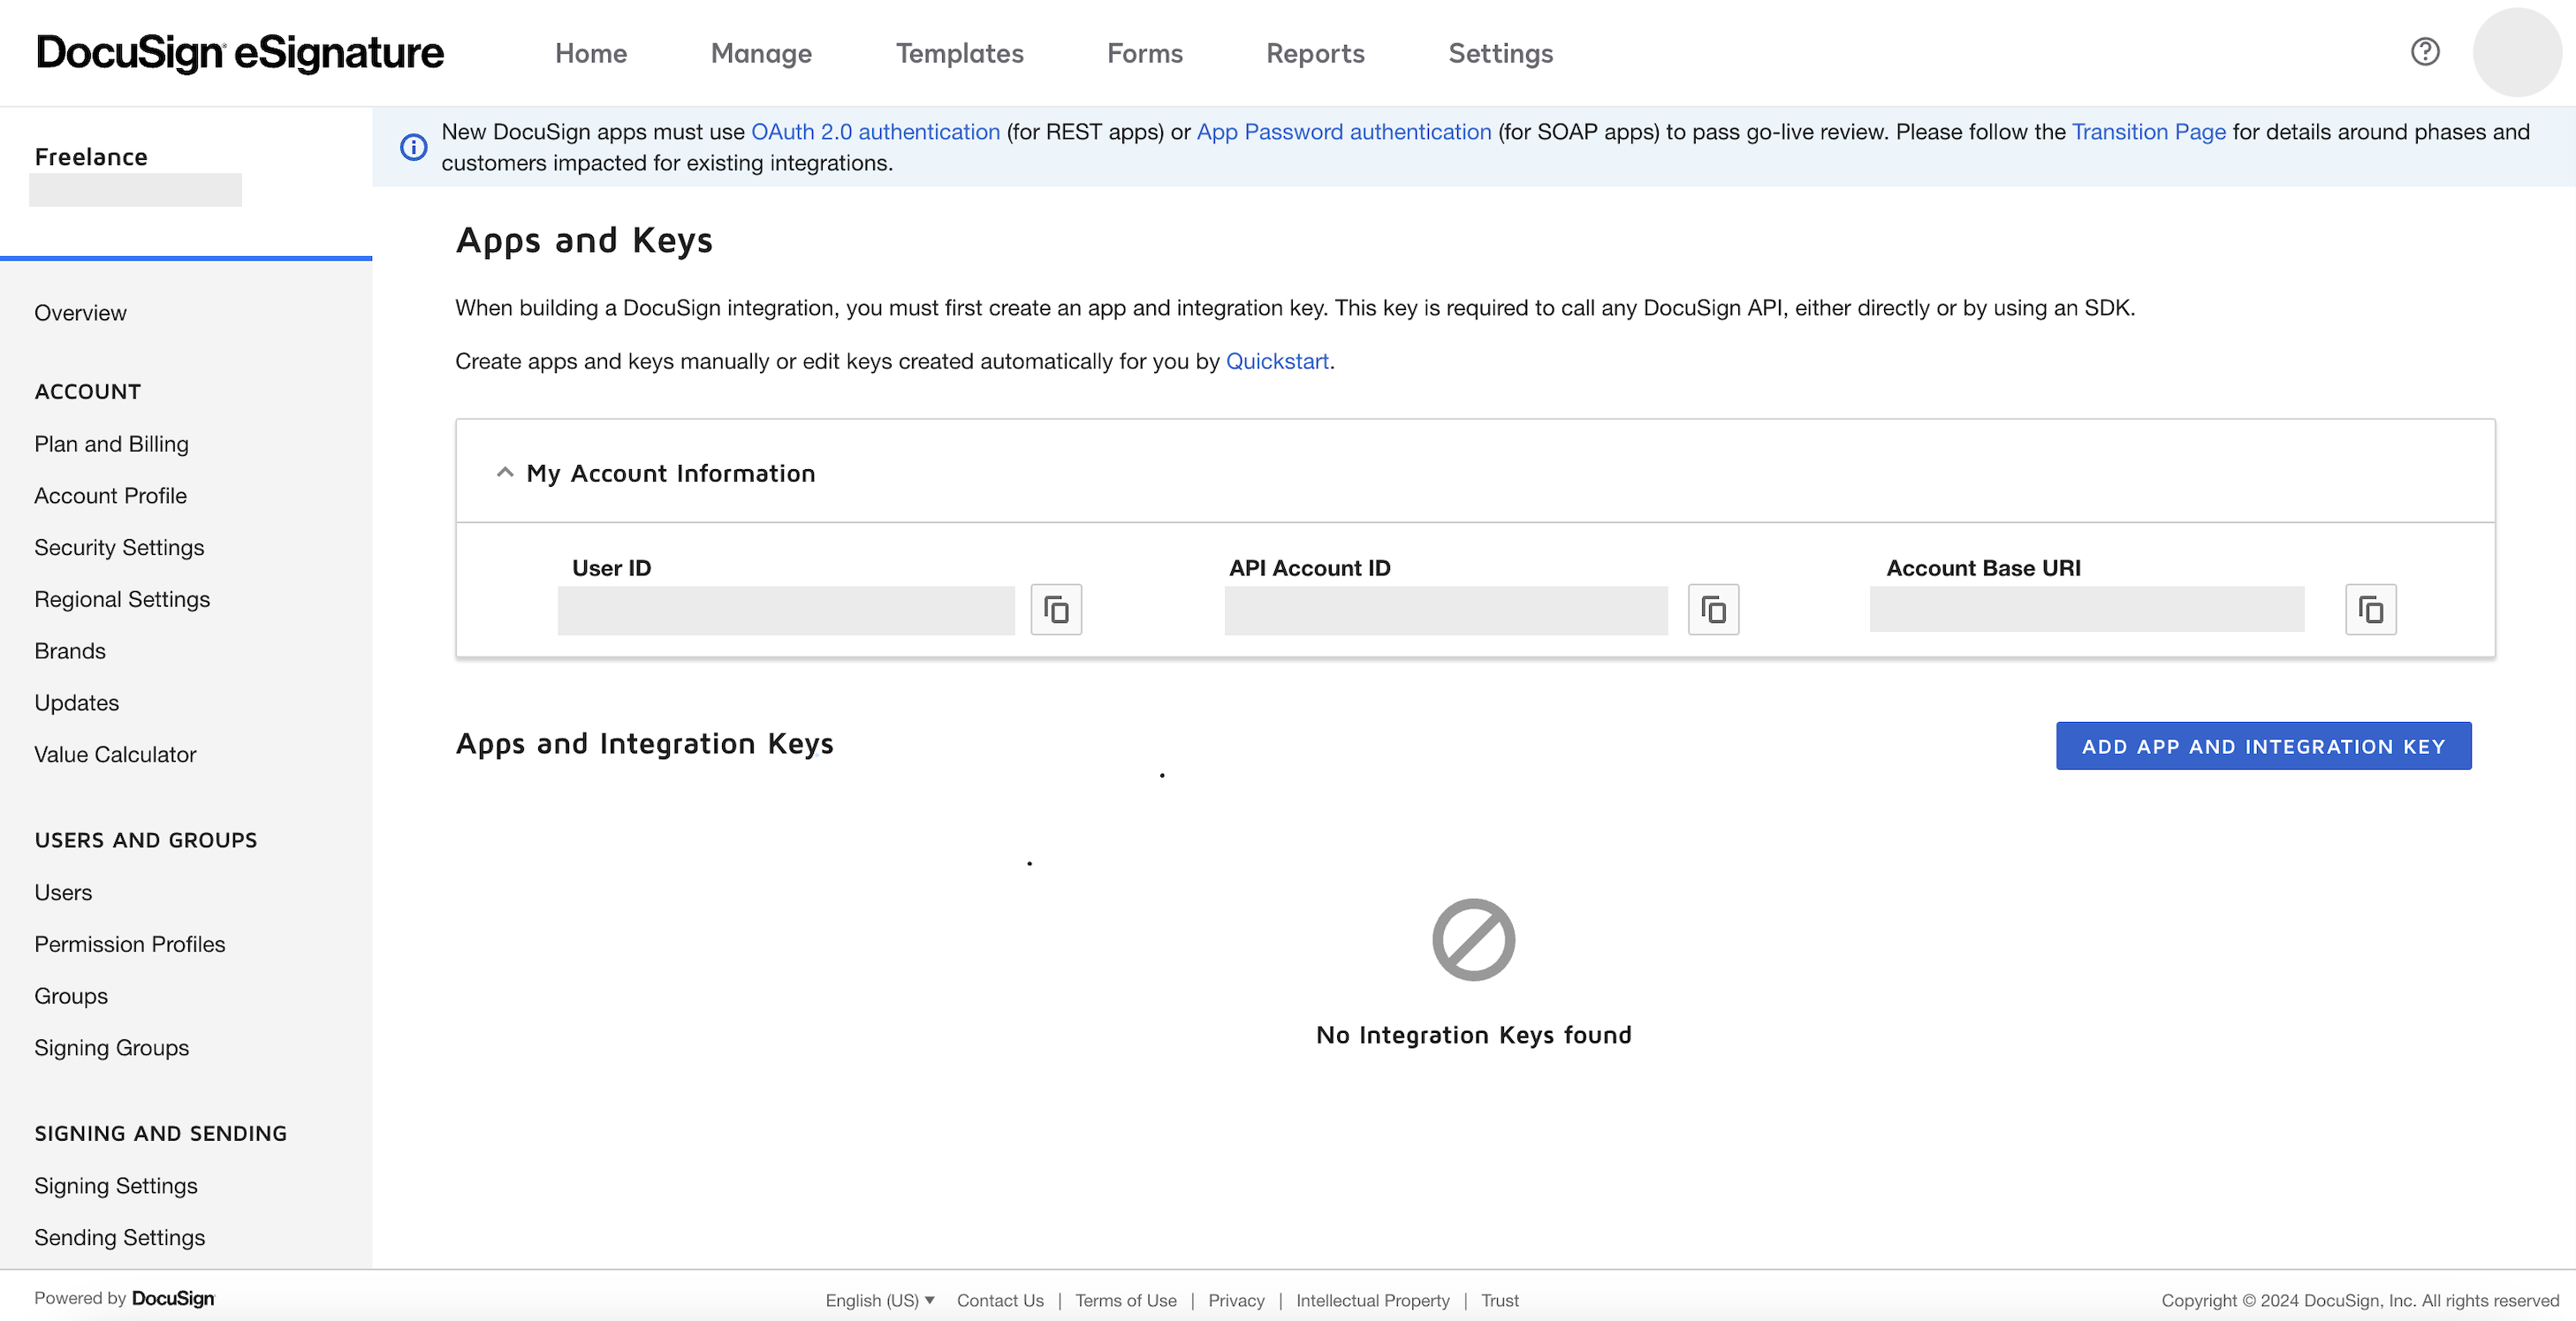 DocuSign eSignature
Home
Manage
Templates
Forms
Reports
Settings
Freelance
Overview
ACCOUNT
Plan and Billing
Account Profile
Security Settings
Regional Settings
Brands
Updates
Value Calculator
USERS AND GROUPS
Users
Permission Profiles
Groups
Signing Groups
SIGNING AND SENDING
Signing Settings
Sending Settings
New DocuSign apps must use OAuth 2.0 authentication (for REST apps) or App Password authentication (for SOAP apps) to pass go-live review. Please follow the Transition Page for details around phases and
customers impacted for existing integrations.
Apps and Keys
When building a DocuSign integration, you must first create an app and integration key. This key is required to call any DocuSign API, either directly or by using an SDK.
Create apps and keys manually or edit keys created automatically for you by Quickstart.
My Account Information
User ID
API Account ID
Account Base URI
Apps and Integration Keys
ADD APP AND INTEGRATION KEY
No Integration Keys found
Powered by DocuSign
English (US) ▼ Contact Us | Terms of Use | Privacy | Intellectual Property | Trust
Copyright © 2024 DocuSign, Inc. All rights reserved